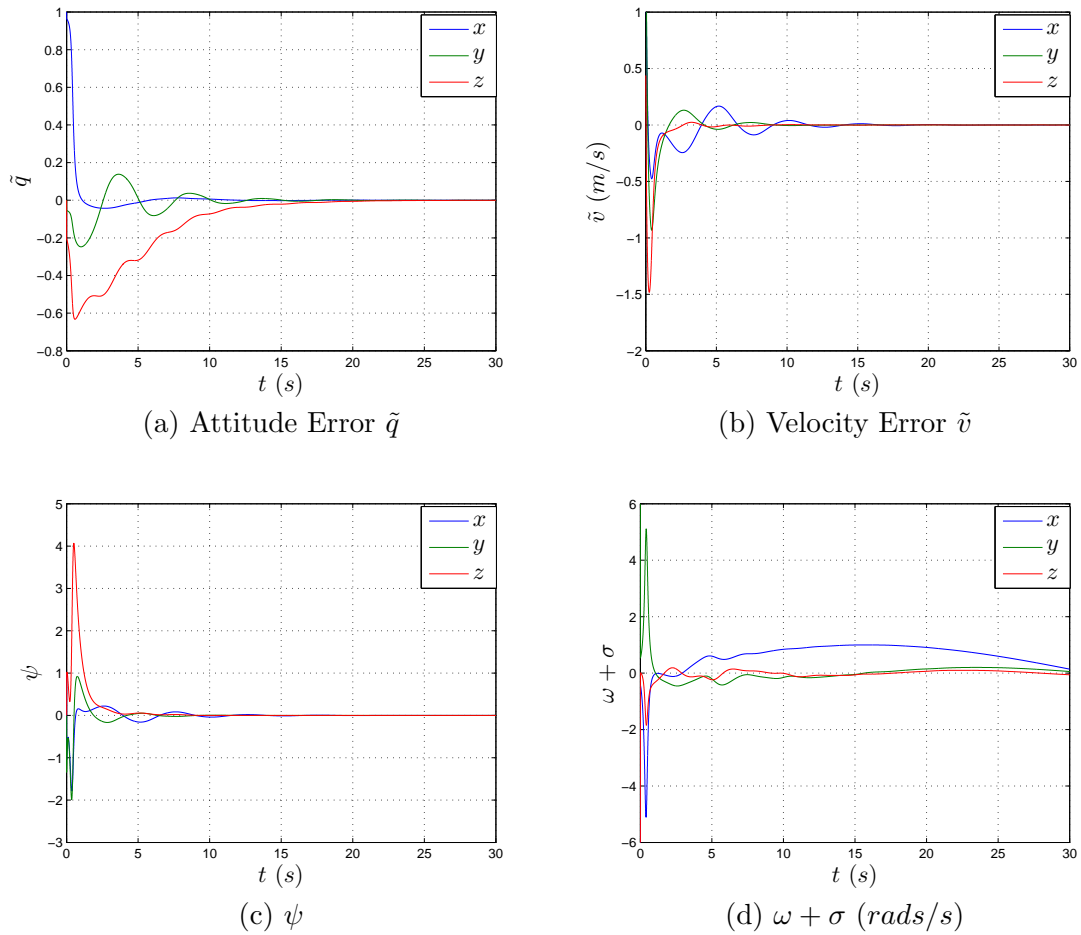 1
0.8
0.6
0.4
0.2
0
−0.2
−0.4
−0.6
−0.8
0 5 10 15 20 25 30
q̃
t (s)
x
y
z
(a) Attitude Error q̃
1
0.5
0
−0.5
−1
−1.5
−2
0 5 10 15 20 25 30
ṽ (m/s)
t (s)
x
y
z
(b) Velocity Error ṽ
5
4
3
2
1
0
−1
−2
−3
0 5 10 15 20 25 30
ψ
t (s)
x
y
z
(c) ψ
6
4
2
0
−2
−4
−6
0 5 10 15 20 25 30
ω + σ
t (s)
x
y
z
(d) ω + σ (rads/s)